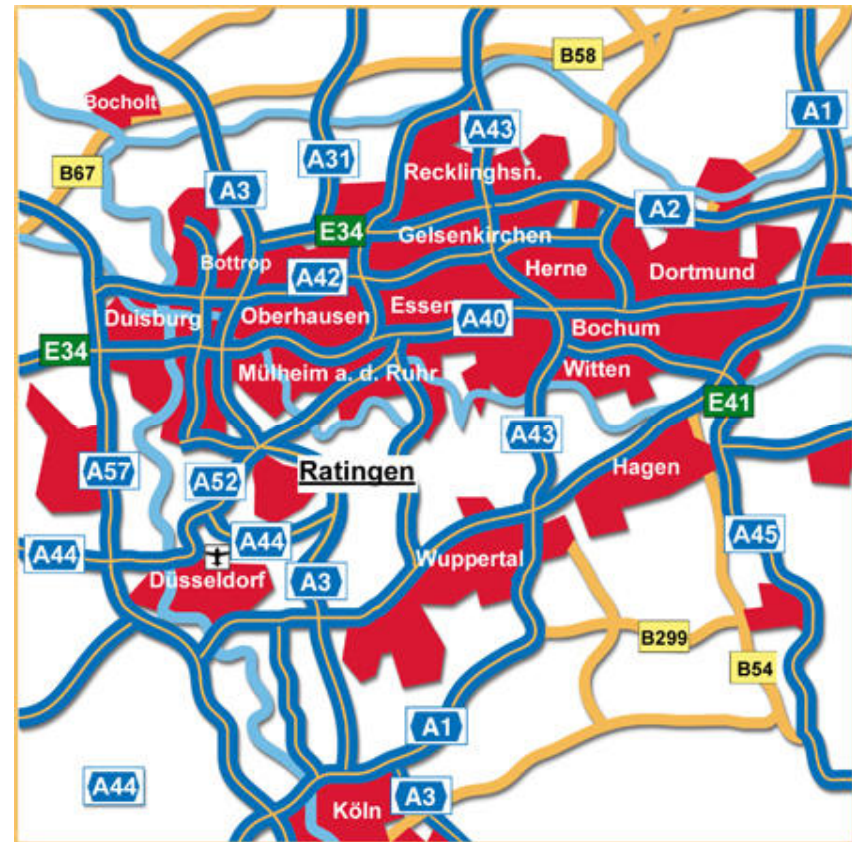 B58
Bocholt
A1
A43
A31
Recklinghsn.
B67
A3
A2
E34
Gelsenkirchen
Bottrop
A42
Herne
Dortmund
Essen
Duisburg
Oberhausen
A40
Bochum
E34
Mülheim a. d. Ruhr
Witten
E41
A43
A57
A52
Ratingen
Hagen
A44
A44
A45
Wuppertal
Düsseldorf
A3
B299
B54
A1
A44
A3
Köln